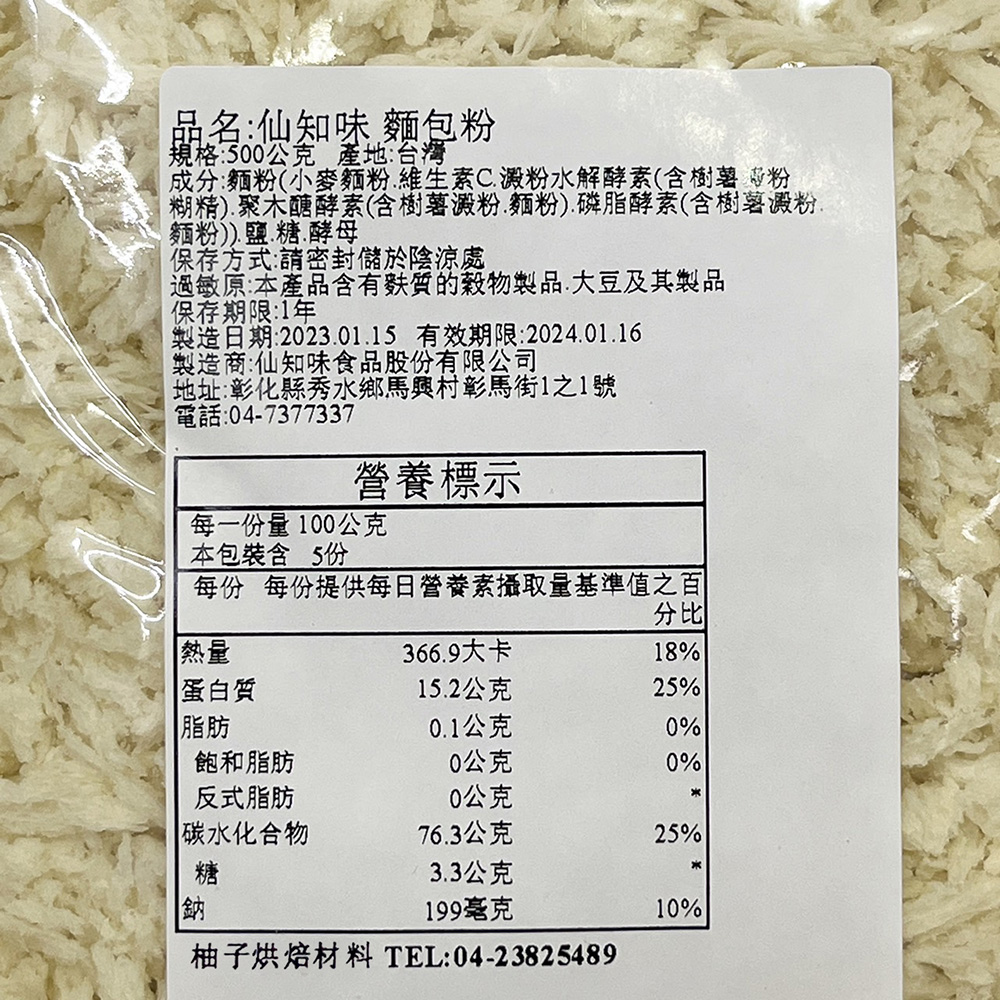 品名:仙知味 麵包粉
規格:500公克 產地:台灣
成分:麵粉(小麥麵粉.維生素C.澱粉水解酵素(含樹薯 粉
糊精).聚木醣酵素(含樹薯澱粉.麵粉).磷脂酵素(含樹薯澱粉.
麵粉)).鹽.糖.酵母
保存方式:請密封儲於陰涼處
過敏原:本產品含有麩質的穀物製品.大豆及其製品
保存期限:1年
製造日期:2023.01.15 有效期限:2024.01.16
製造商:仙知味食品股份有限公司
地址:彰化縣秀水鄉馬興村彰馬街1之1號
電話:04-7377337
營養標示
每一份量 100公克
本包裝含 5份
每份 每份提供每日營養素攝取量基準值之百
分比
熱量 366.9大卡 18%
蛋白質 15.2公克 25%
脂肪 0.1公克 0%
飽和脂肪 0公克 0%
反式脂肪 0公克 *
碳水化合物 76.3公克 25%
糖 3.3公克 *
鈉 199毫克 10%
柚子烘焙材料 TEL:04-23825489